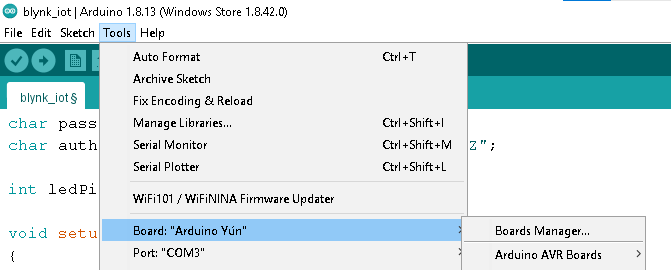 blynk_iot | Arduino 1.8.13 (Windows Store 1.8.42.0)
File Edit Sketch Tools Help
Auto Format Ctrl+T
Archive Sketch
blynk_iot § Fix Encoding & Reload
char pass Manage Libraries... Ctrl+Shift+I
char auth Serial Monitor Ctrl+Shift+M Z";
Serial Plotter Ctrl+Shift+L
int ledPi
WiFi101 / WiFiNINA Firmware Updater
void setu Board: "Arduino Yún" Boards Manager...
{ Port: "COM3" Arduino AVR Boards